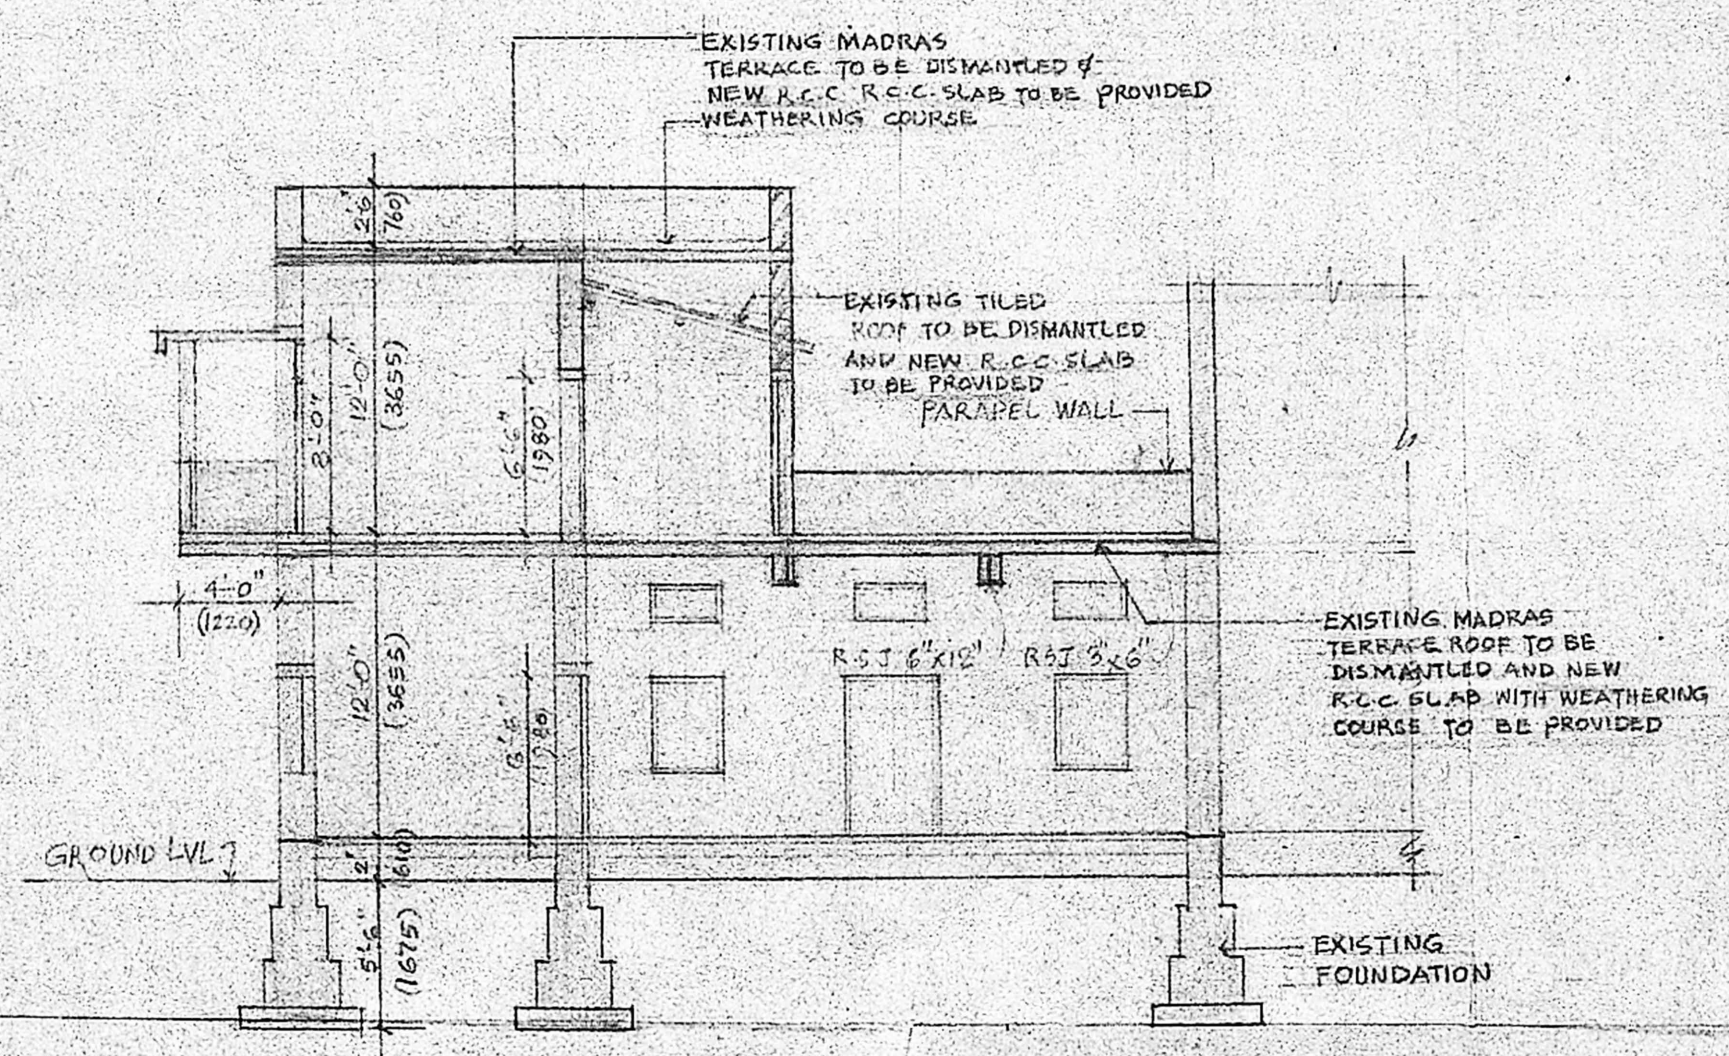 EXISTING MADRAS
TERRACE TO BE DISMANTLED &
NEW R.C.C R.C.C. SLAB TO BE PROVIDED
WEATHERING COURSE
2'-6"
760)
EXISTING TILED
ROOF TO BE DISMANTLED
AND NEW R.C.C SLAB
TO BE PROVIDED
PARAPEL WALL
8'-0"
12'-0"
(3655)
6'-6"
1980
4'-0"
(1220)
R.S.J 6"X12"
RSJ 3"x6"
EXISTING MADRAS
TERRACE ROOF TO BE
DISMANTLED AND NEW
R.C.C SLAB WITH WEATHERING
COURSE TO BE PROVIDED
12'-0"
(3655)
6'-6"
(1980
GROUND LVL
2'
(610)
5'-6"
(1675)
EXISTING
FOUNDATION